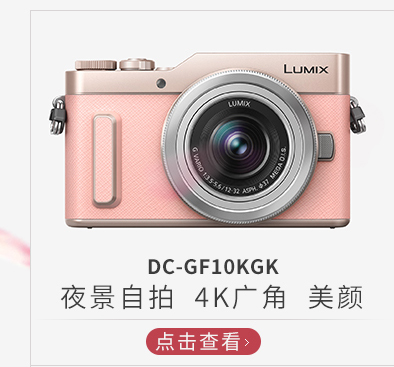 LUMIX
LUMIX
G VARIO 1:3.5-5.6/12-32 ASPH. Φ37 MEGA O.I.S.
DC-GF10KGK
夜景自拍 4K广角 美颜
点击查看>